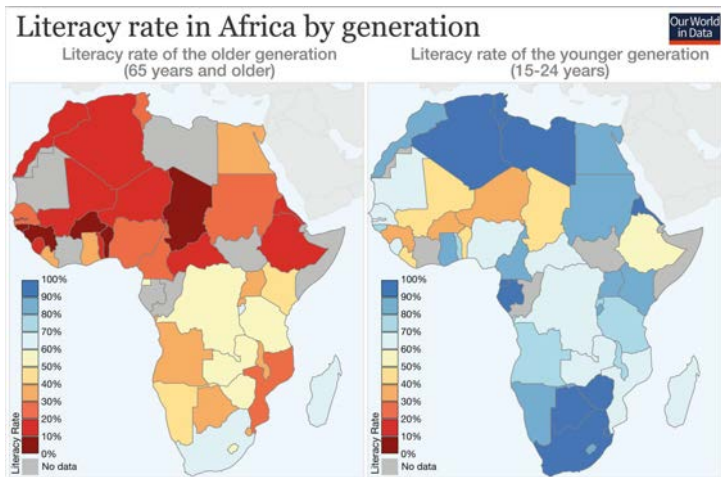 Literacy rate in Africa by generation
Our World
in Data
Literacy rate of the older generation
(65 years and older)
Literacy rate of the younger generation
(15-24 years)
100%
90%
80%
70%
60%
50%
40%
30%
20%
10%
0%
No data
Literacy Rate
100%
90%
80%
70%
60%
50%
40%
30%
20%
10%
0%
No data
Literacy Rate